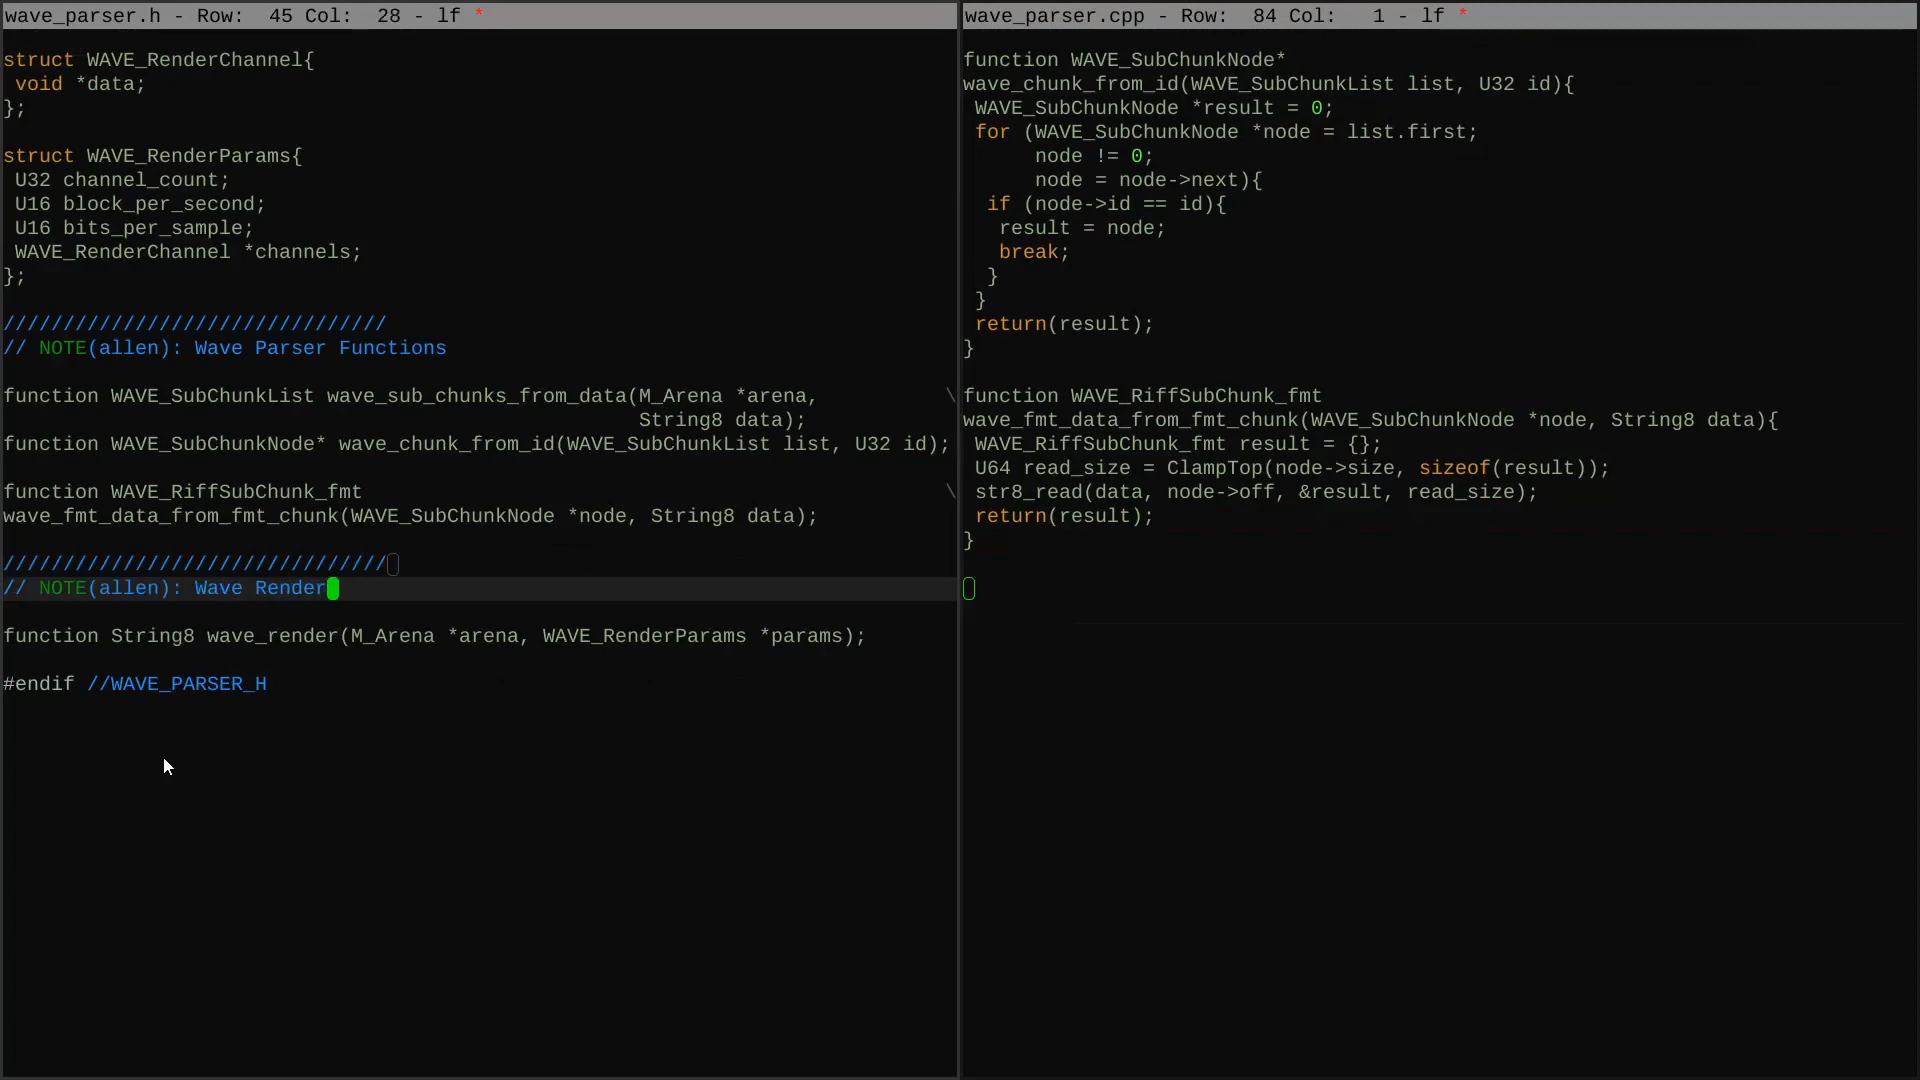 wave_parser.h - Row:  45 Col:  28 - lf *
struct WAVE_RenderChannel{
 void *data;
};
struct WAVE_RenderParams{
 U32 channel_count;
 U16 block_per_second;
 U16 bits_per_sample;
 WAVE_RenderChannel *channels;
};
////////////////////////////////
// NOTE(allen): Wave Parser Functions
function WAVE_SubChunkList wave_sub_chunks_from_data(M_Arena *arena, \
String8 data);
function WAVE_SubChunkNode* wave_chunk_from_id(WAVE_SubChunkList list, U32 id);
function WAVE_RiffSubChunk_fmt \
wave_fmt_data_from_fmt_chunk(WAVE_SubChunkNode *node, String8 data);
////////////////////////////////
// NOTE(allen): Wave Render
function String8 wave_render(M_Arena *arena, WAVE_RenderParams *params);
#endif //WAVE_PARSER_H
wave_parser.cpp - Row:  84 Col:   1 - lf *
function WAVE_SubChunkNode*
wave_chunk_from_id(WAVE_SubChunkList list, U32 id){
 WAVE_SubChunkNode *result = 0;
 for (WAVE_SubChunkNode *node = list.first;
      node != 0;
      node = node->next){
  if (node->id == id){
   result = node;
   break;
  }
 }
 return(result);
}
function WAVE_RiffSubChunk_fmt
wave_fmt_data_from_fmt_chunk(WAVE_SubChunkNode *node, String8 data){
 WAVE_RiffSubChunk_fmt result = {};
 U64 read_size = ClampTop(node->size, sizeof(result));
 str8_read(data, node->off, &result, read_size);
 return(result);
}